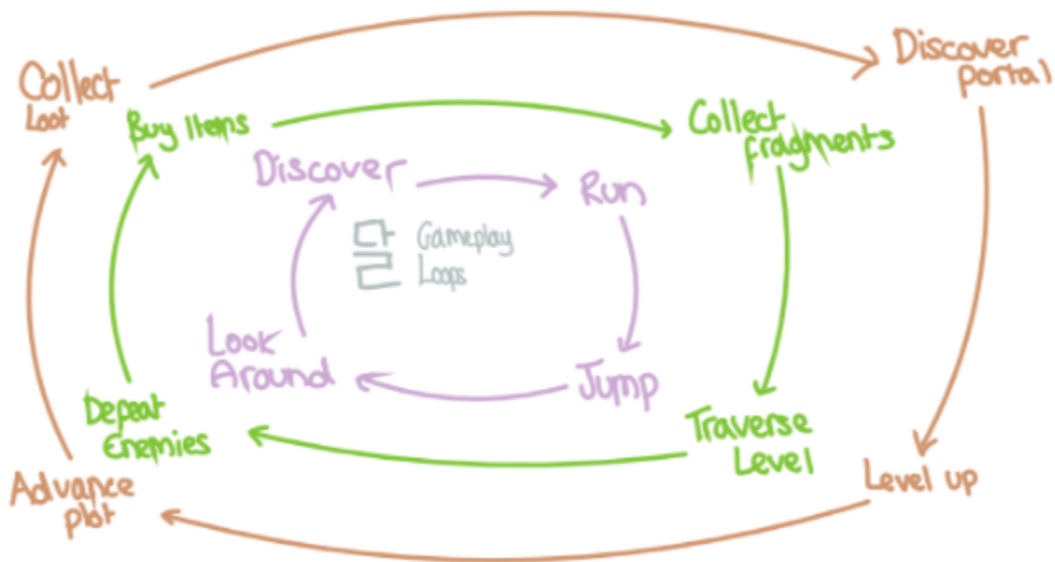 Collect
Loot
Discover
portal
Buy Items
Collect
fragments
Discover
Run
Gameplay
Loops
Look
Around
Jump
Defeat
Enemies
Traverse
Level
Advance
plot
Level up